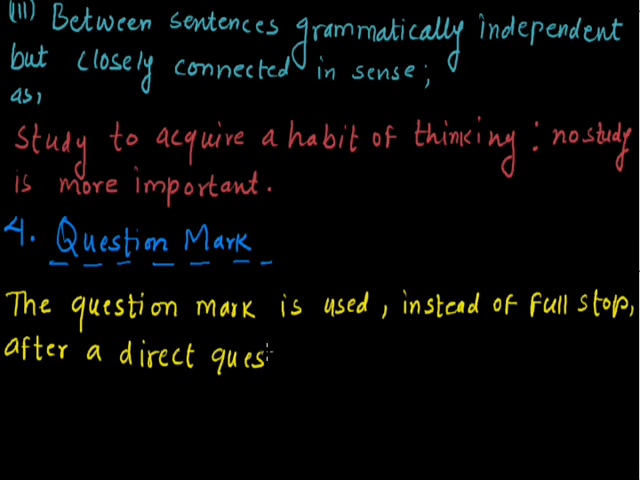 (III) Between sentences grammatically independent
but closely connected in sense;
as,
Study to acquire a habit of thinking : no study
is more important.
4. Question Mark
The question mark is used, instead of full stop,
after a direct ques